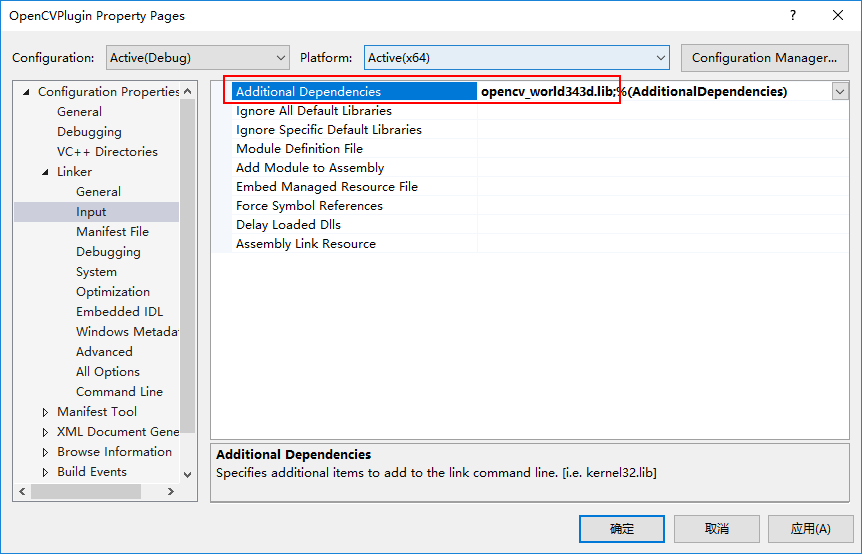 OpenCVPlugin Property Pages
?
Configuration: Active(Debug) Platform: Active(x64) Configuration Manager...
Configuration Properties
General
Debugging
VC++ Directories
Linker
General
Input
Manifest File
Debugging
System
Optimization
Embedded IDL
Windows Metada
Advanced
All Options
Command Line
Manifest Tool
XML Document Gene
Browse Information
Build Events
Additional Dependencies opencv_world343d.lib;%(AdditionalDependencies)
Ignore All Default Libraries
Ignore Specific Default Libraries
Module Definition File
Add Module to Assembly
Embed Managed Resource File
Force Symbol References
Delay Loaded Dlls
Assembly Link Resource
Additional Dependencies
Specifies additional items to add to the link command line. [i.e. kernel32.lib]
确定 取消 应用(A)